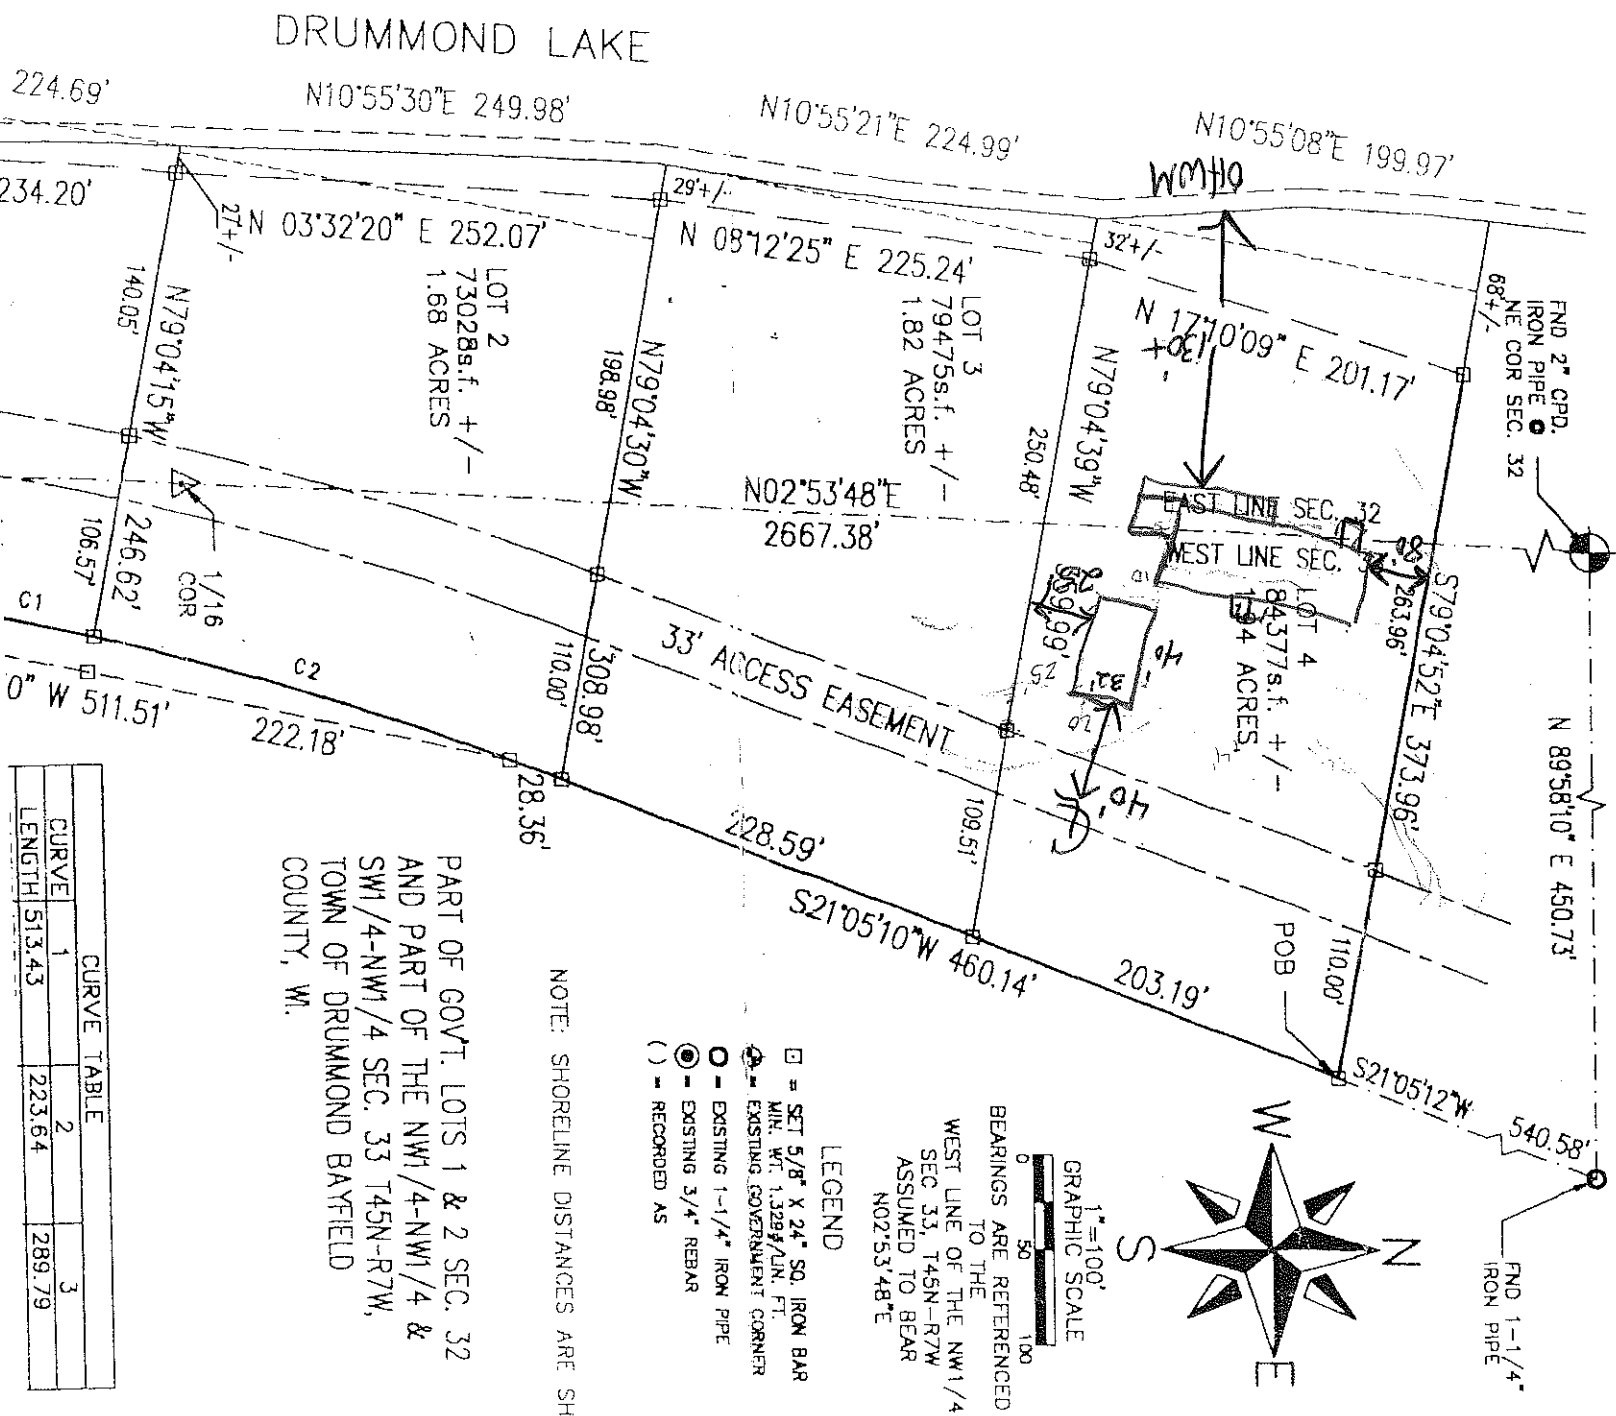 DRUMMOND LAKE
224.69'
N10°55'30"E 249.98'
N10°55'21"E 224.99'
N10°55'08"E 199.97'
OHWM
234.20'
27'+/-
N 03°32'20" E 252.07'
29'+/-
N 08°12'25" E 225.24'
32'+/-
N 17°10'09" E 201.17'
130'+
68'+/-
FND 2" CPD.
IRON PIPE
NE COR SEC. 32
N79°04'15"W
140.05'
LOT 2
73028s.f. +/-
1.68 ACRES
N79°04'30"W
198.98'
LOT 3
79475s.f. +/-
1.82 ACRES
N79°04'39"W
250.48'
N02°53'48"E
2667.38'
EAST LINE SEC. 32
WEST LINE SEC.
80'
263.96'
S79°04'52"E 373.96'
LOT 4
84377s.f. +/-
1.94 ACRES
N 89°58'10" E 450.73'
246.62'
106.57'
1/16
COR
C1
C2
308.98'
110.00'
33' ACCESS EASEMENT
25
40'
32'
20
40'
109.51'
110.00'
POB
0" W 511.51'
222.18'
28.36'
228.59'
S21°05'10"W 460.14'
203.19'
S21°05'12"W
540.58'
FND 1-1/4"
IRON PIPE
CURVE TABLE
CURVE 1 2 3
LENGTH 513.43 223.64 289.79
PART OF GOV'T. LOTS 1 & 2 SEC. 32
AND PART OF THE NW1/4-NW1/4 &
SW1/4-NW1/4 SEC. 33 T45N-R7W,
TOWN OF DRUMMOND BAYFIELD
COUNTY, WI.
NOTE: SHORELINE DISTANCES ARE SH
LEGEND
= SET 5/8" X 24" SQ. IRON BAR
MIN. WT. 1.329#/LIN. FT.
= EXISTING GOVERNMENT CORNER
= EXISTING 1-1/4" IRON PIPE
= EXISTING 3/4" REBAR
( ) = RECORDED AS
BEARINGS ARE REFERENCED
TO THE
WEST LINE OF THE NW1/4
SEC 33, T45N-R7W
ASSUMED TO BEAR
N02°53'48"E
1"=100'
GRAPHIC SCALE
0 50 100
N
W
S
E